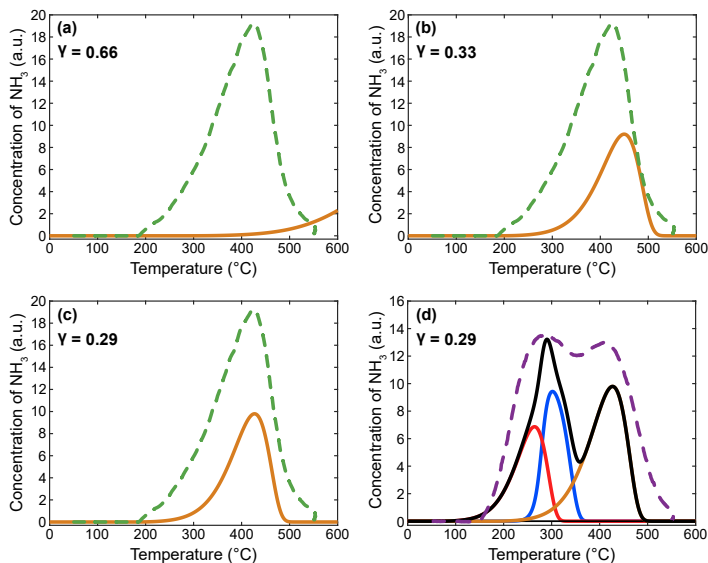 (a)
γ = 0.66
Concentration of NH3 (a.u.)
20
18
16
14
12
10
8
6
4
2
0
0 100 200 300 400 500 600
Temperature (°C)
(b)
γ = 0.33
Concentration of NH3 (a.u.)
20
18
16
14
12
10
8
6
4
2
0
0 100 200 300 400 500 600
Temperature (°C)
(c)
γ = 0.29
Concentration of NH3 (a.u.)
20
18
16
14
12
10
8
6
4
2
0
0 100 200 300 400 500 600
Temperature (°C)
(d)
γ = 0.29
Concentration of NH3 (a.u.)
16
14
12
10
8
6
4
2
0
0 100 200 300 400 500 600
Temperature (°C)